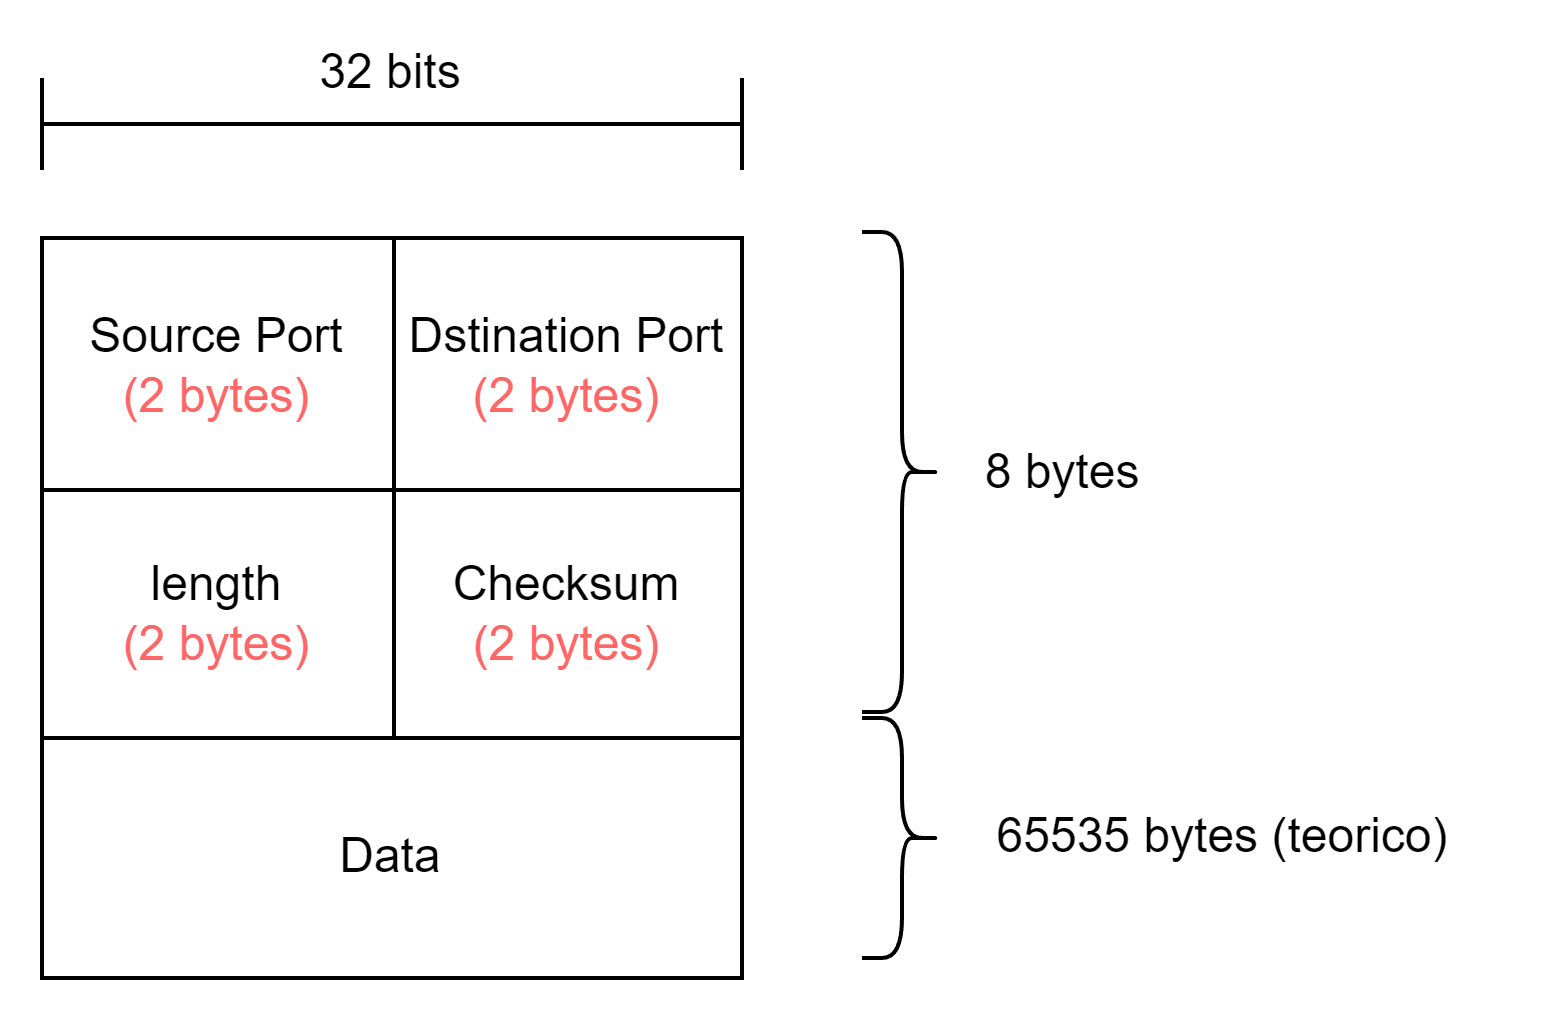 32 bits
Source Port
(2 bytes)
Dstination Port
(2 bytes)
8 bytes
length
(2 bytes)
Checksum
(2 bytes)
Data
65535 bytes (teorico)